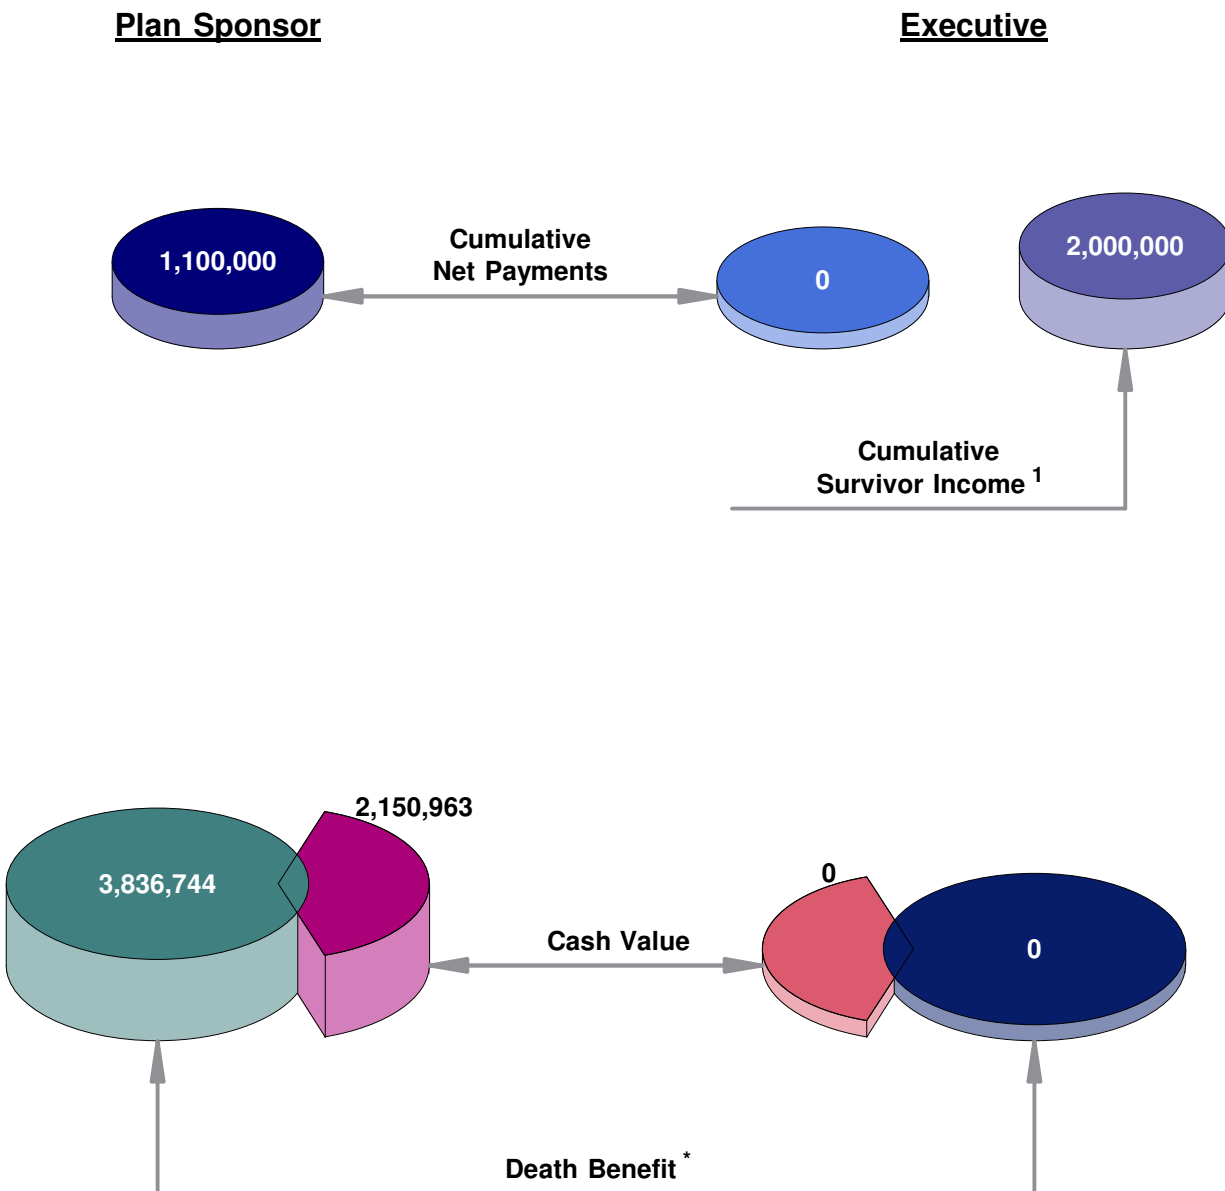 Plan Sponsor
Executive
1,100,000
Cumulative
Net Payments
0
2,000,000
Cumulative
Survivor Income 1
3,836,744
2,150,963
Cash Value
0
0
Death Benefit *